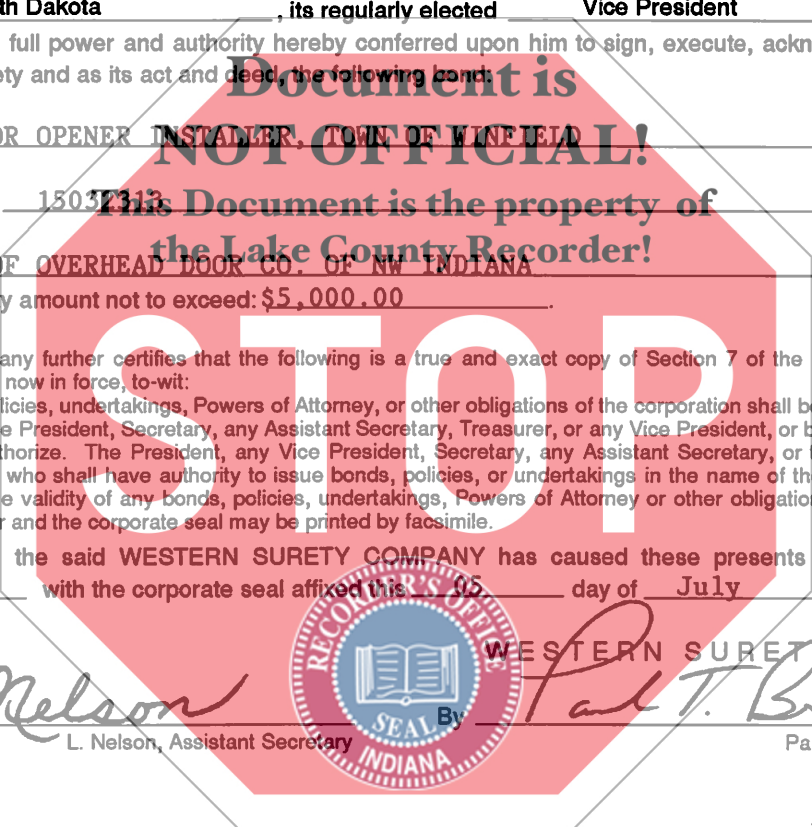 th Dakota , its regularly elected Vice President
full power and authority hereby conferred upon him to sign, execute, ackn
ety and as its act and deed, the following bond:
Document is
OR OPENER INSTALLER, TOWN OF WINFIELD
NOT OFFICIAL!
15032313
This Document is the property of
the Lake County Recorder!
OF OVERHEAD DOOR CO. OF NW INDIANA
y amount not to exceed: $5,000.00 .
STOP
any further certifies that the following is a true and exact copy of Section 7 of the
now in force, to-wit:
licies, undertakings, Powers of Attorney, or other obligations of the corporation shall b
e President, Secretary, any Assistant Secretary, Treasurer, or any Vice President, or b
thorize. The President, any Vice President, Secretary, any Assistant Secretary, or
who shall have authority to issue bonds, policies, or undertakings in the name of th
e validity of any bonds, policies, undertakings, Powers of Attorney or other obligatio
r and the corporate seal may be printed by facsimile.
the said WESTERN SURETY COMPANY has caused these presents
with the corporate seal affixed this 05 day of July
RECORDER'S OFFICE
SEAL
INDIANA
WESTERN SURET
Nelson
By Paul T. B
L. Nelson, Assistant Secretary
Pa